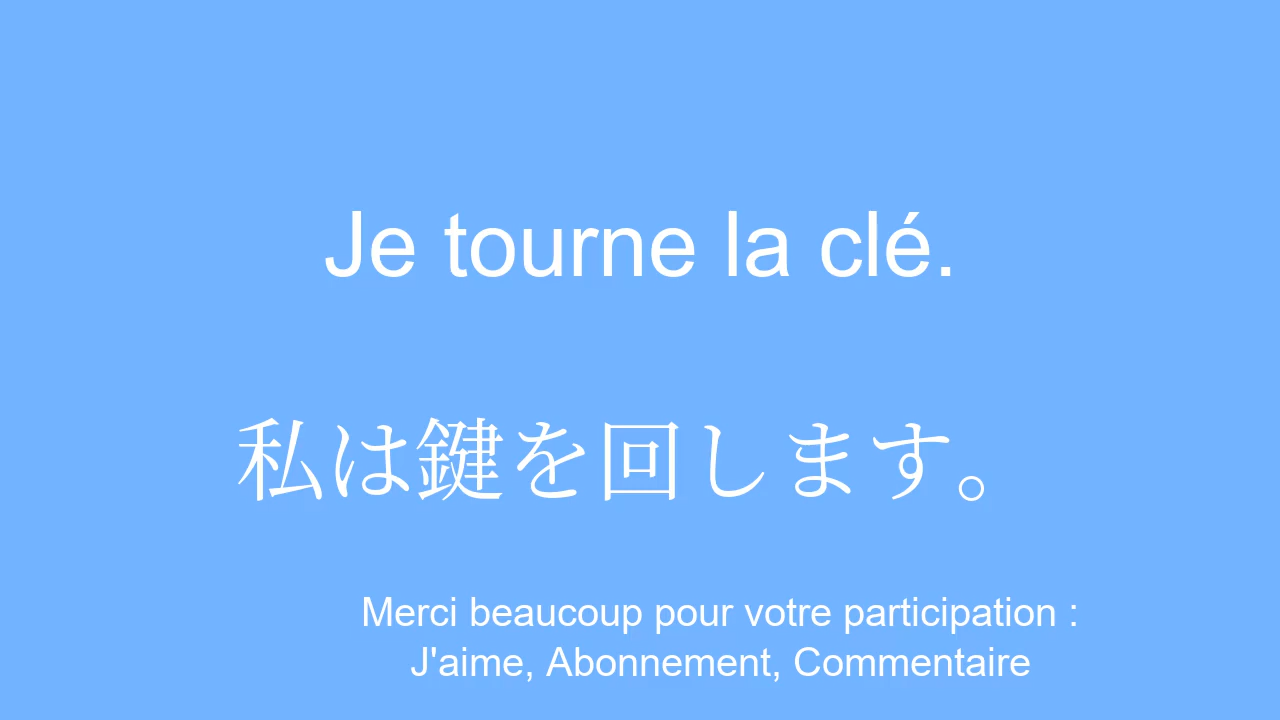 Je tourne la clé.
私は鍵を回します。
Merci beaucoup pour votre participation :
J'aime, Abonnement, Commentaire